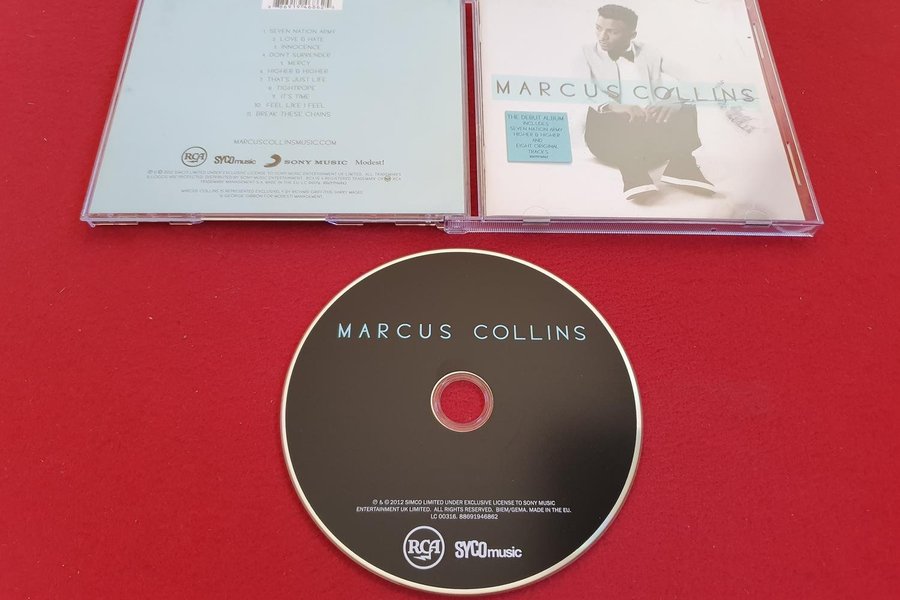 1. SEVEN NATION ARMY
2. LOVE & HATE
3. INNOCENCE
4. DON'T SURRENDER
5. MERCY
6. HIGHER & HIGHER
7. THAT'S JUST LIFE
8. TIGHTROPE
9. IT'S TIME
10. FEEL LIKE I FEEL
11. BREAK THESE CHAINS
MARCUSCOLLINSMUSIC.COM
RCA SYCOmusic SONY MUSIC Modest!
MARCUS COLLINS
THE DEBUT ALBUM
INCLUDES
SEVEN NATION ARMY
HIGHER & HIGHER
AND
EIGHT ORIGINAL
TRACKS
MARCUS COLLINS
℗ & © 2012 SIMCO LIMITED UNDER EXCLUSIVE LICENSE TO SONY MUSIC
ENTERTAINMENT UK LIMITED. ALL RIGHTS RESERVED. BIEM/GEMA. MADE IN THE EU.
LC 00316. 88691946862
RCA SYCOmusic